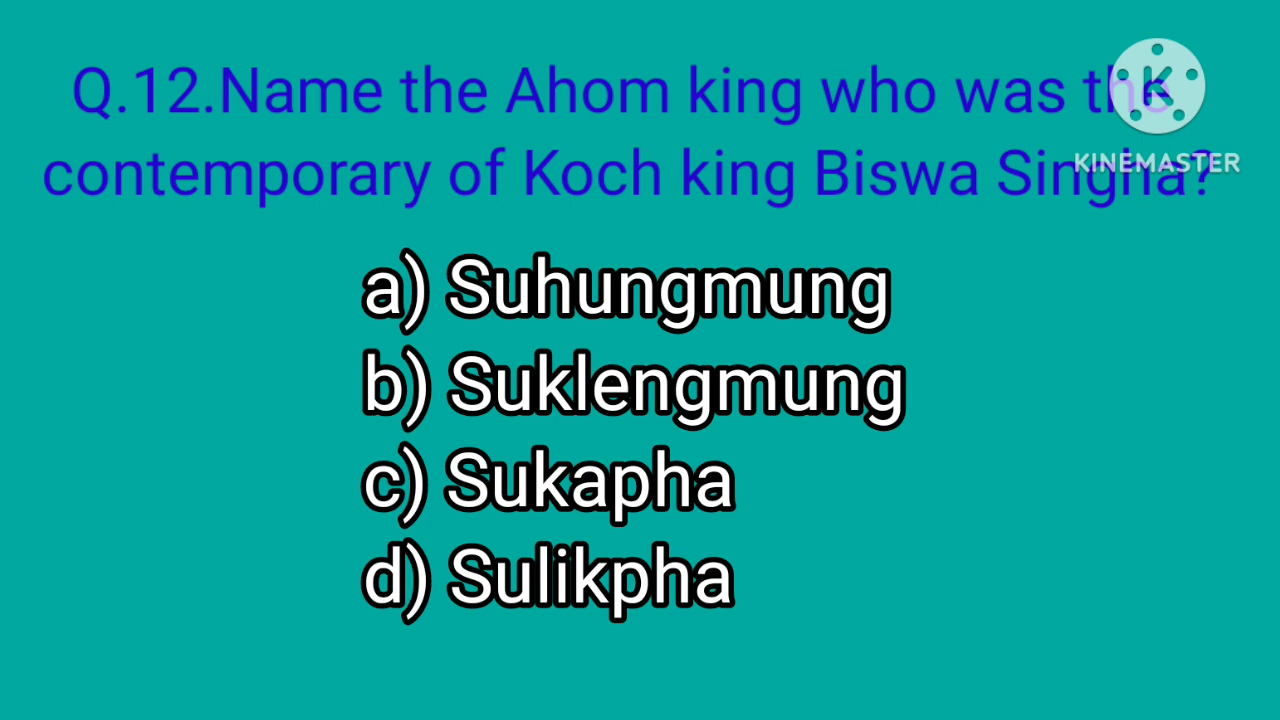 Q.12.Name the Ahom king who was the
contemporary of Koch king Biswa Singha?
KINEMASTER
a) Suhungmung
b) Suklengmung
c) Sukapha
d) Sulikpha